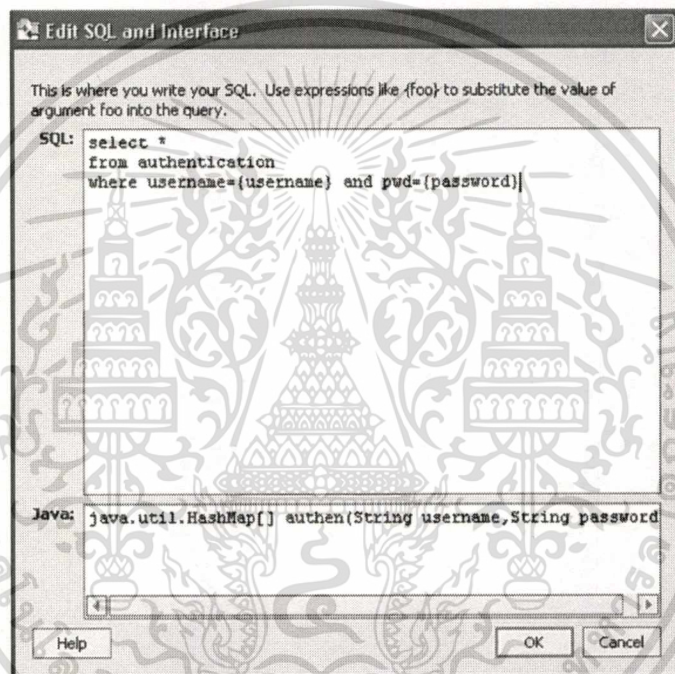 Edit SQL and Interface
This is where you write your SQL. Use expressions like {foo} to substitute the value of
argument foo into the query.
SQL:
select *
from authentication
where username={username} and pwd={password}
Java:
java.util.HashMap[] authen(String username,String password
Help
OK
Cancel